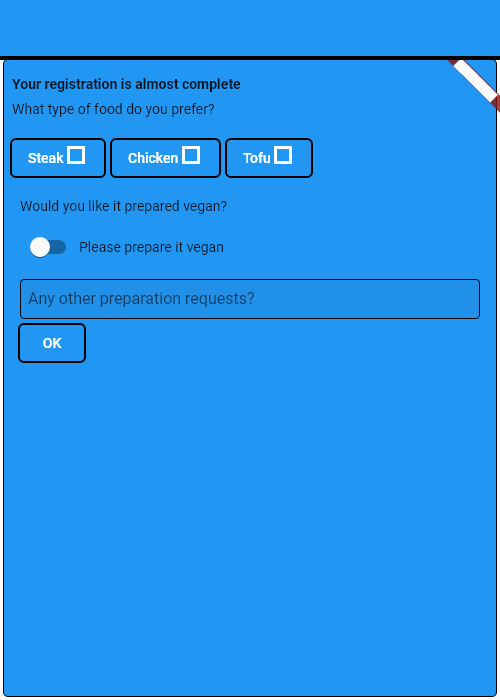 Your registration is almost complete
What type of food do you prefer?
Steak Chicken Tofu
Would you like it prepared vegan?
Please prepare it vegan
Any other preparation requests?
OK